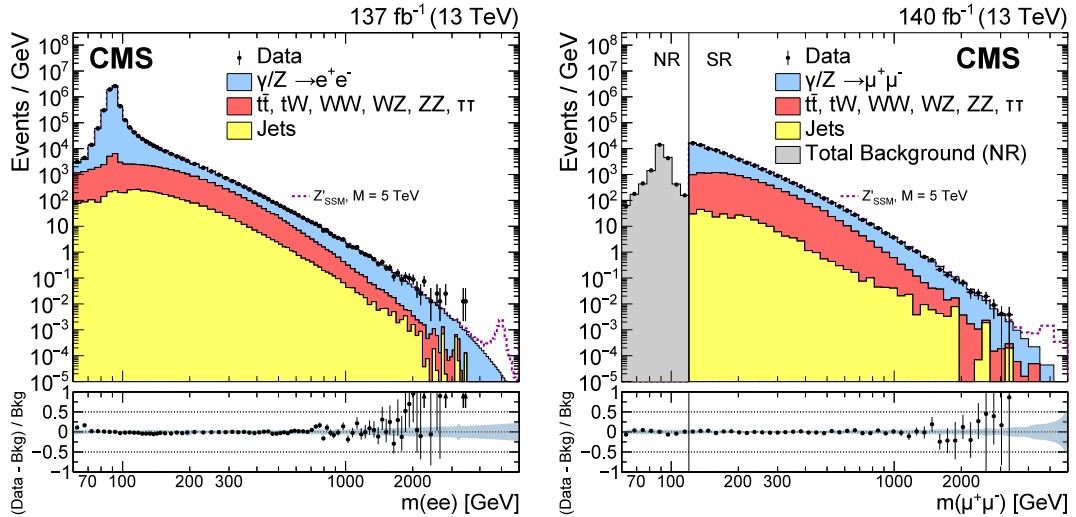 137 fb⁻¹ (13 TeV)
CMS
Data
γ/Z →e⁺e⁻
tt̄, tW, WW, WZ, ZZ, ττ
Jets
Z'SSM, M = 5 TeV
Events / GeV
10⁸
10⁷
10⁶
10⁵
10⁴
10³
10²
10
1
10⁻¹
10⁻²
10⁻³
10⁻⁴
10⁻⁵
(Data - Bkg) / Bkg
1
0.5
0
−0.5
−1
70 100 200 300 1000 2000
m(ee) [GeV]
140 fb⁻¹ (13 TeV)
NR SR
CMS
Data
γ/Z →μ⁺μ⁻
tt̄, tW, WW, WZ, ZZ, ττ
Jets
Total Background (NR)
Z'SSM, M = 5 TeV
Events / GeV
10⁸
10⁷
10⁶
10⁵
10⁴
10³
10²
10
1
10⁻¹
10⁻²
10⁻³
10⁻⁴
10⁻⁵
(Data - Bkg) / Bkg
1
0.5
0
−0.5
−1
70 100 200 300 1000 2000
m(μ⁺μ⁻) [GeV]